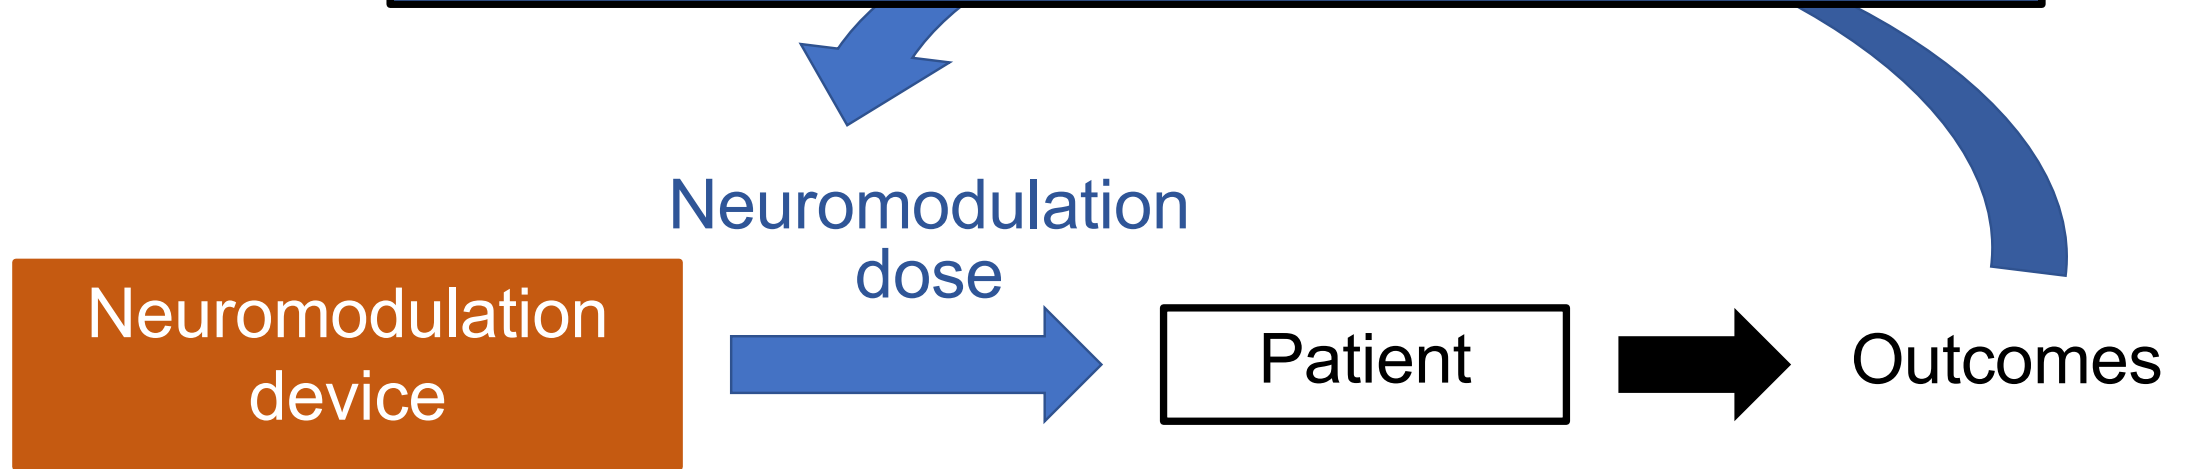 Neuromodulation
dose
Neuromodulation
device
Patient
Outcomes